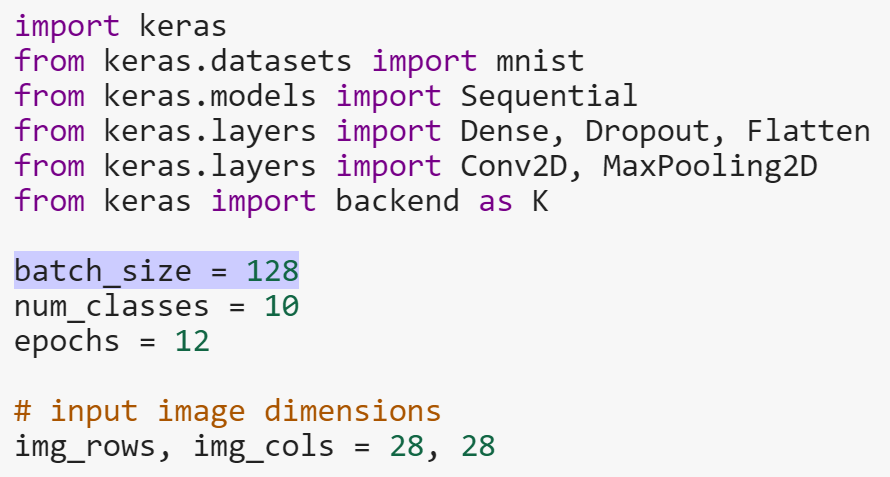 import keras
from keras.datasets import mnist
from keras.models import Sequential
from keras.layers import Dense, Dropout, Flatten
from keras.layers import Conv2D, MaxPooling2D
from keras import backend as K
batch_size = 128
num_classes = 10
epochs = 12
# input image dimensions
img_rows, img_cols = 28, 28